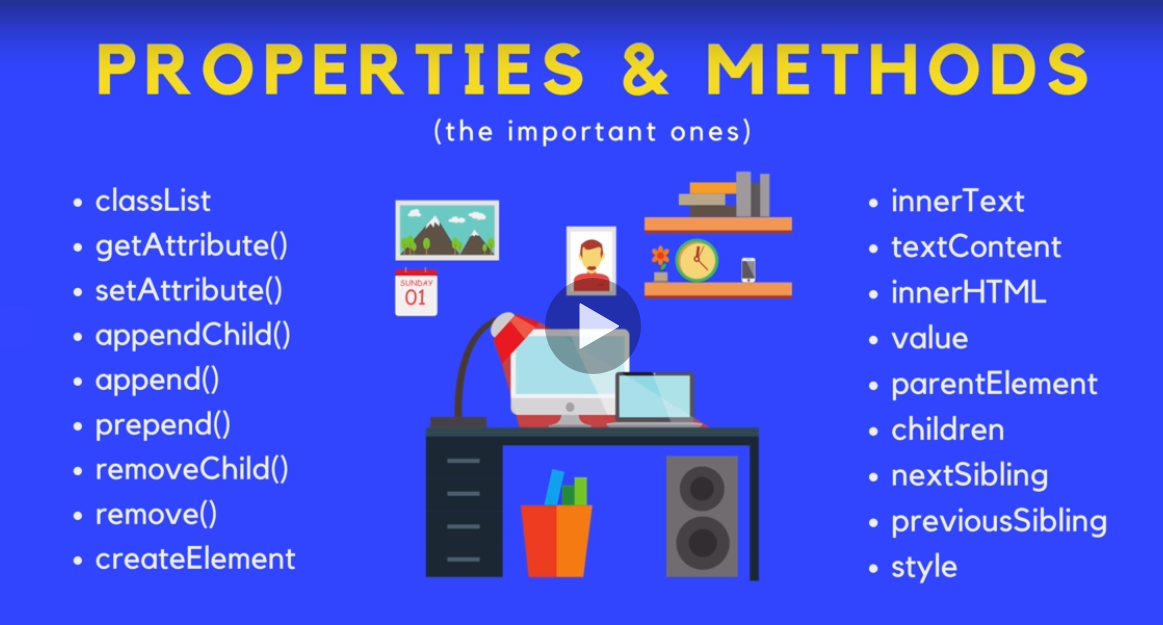 PROPERTIES & METHODS
(the important ones)
• classList
• getAttribute()
• setAttribute()
• appendChild()
• append()
• prepend()
• removeChild()
• remove()
• createElement
SUNDAY
01
• innerText
• textContent
• innerHTML
• value
• parentElement
• children
• nextSibling
• previousSibling
• style